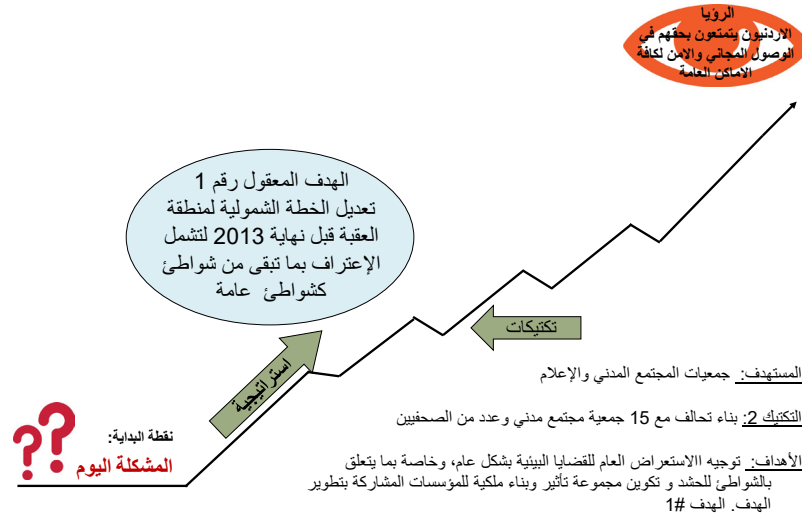 الرؤيا
الاردنيون يتمتعون بحقهم في
الوصول المجاني والامن لكافة
الاماكن العامة
الهدف المعقول رقم 1
تعديل الخطة الشمولية لمنطقة
العقبة قبل نهاية 2013 لتشمل
الإعتراف بما تبقى من شواطئ
كشواطئ عامة
تكتيكات
استراتيجية
المستهدف: جمعيات المجتمع المدني والإعلام
التكتيك 2: بناء تحالف مع 15 جمعية مجتمع مدني وعدد من الصحفيين
نقطة البداية:
المشكلة اليوم
??
الأهداف: توجيه االاستعراض العام للقضايا البيئية بشكل عام، وخاصة بما يتعلق
بالشواطئ للحشد و تكوين مجموعة تأثير وبناء ملكية للمؤسسات المشاركة بتطوير
الهدف. الهدف #1